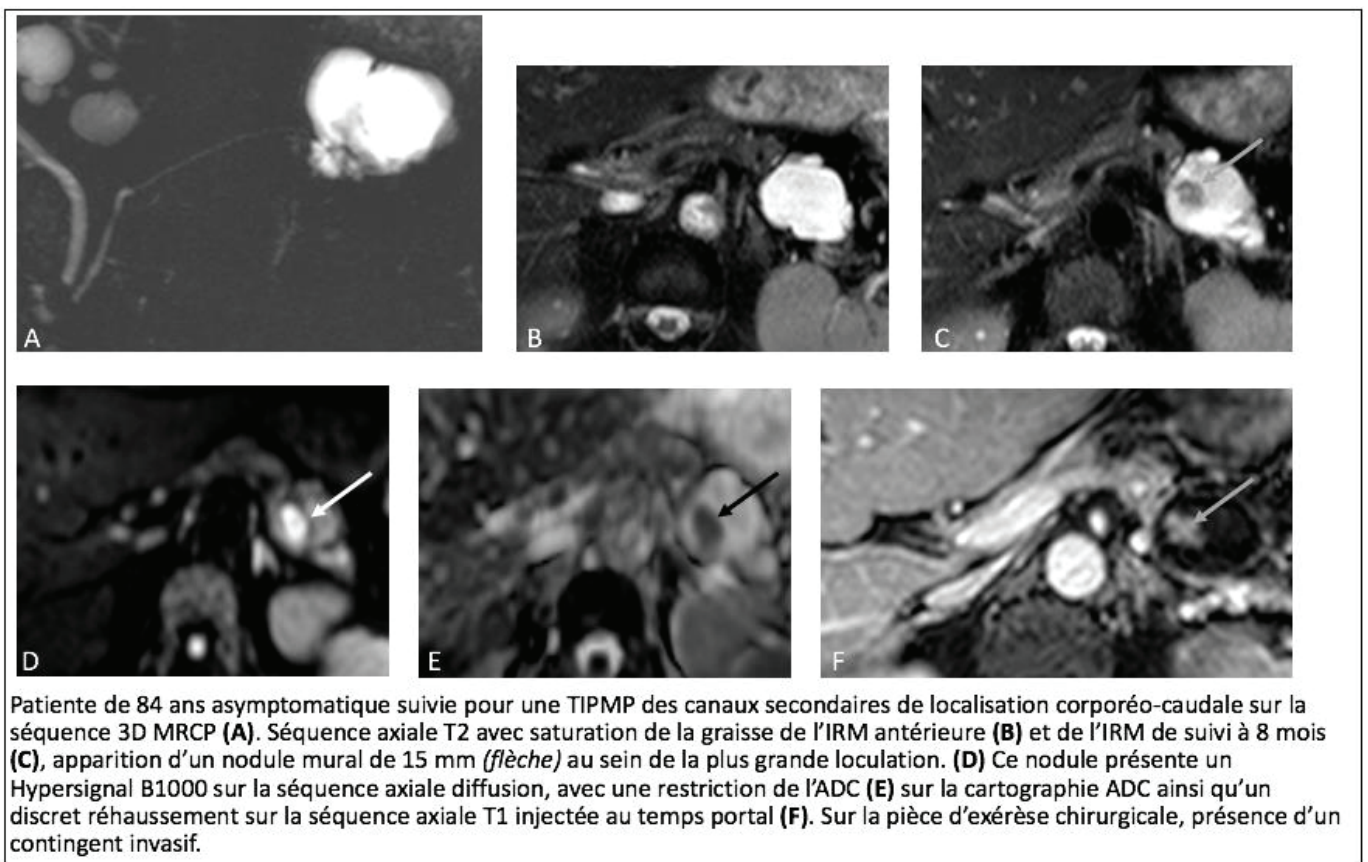 A
B
C
D
E
F
Patiente de 84 ans asymptomatique suivie pour une TIPMP des canaux secondaires de localisation corporéo-caudale sur la
séquence 3D MRCP (A). Séquence axiale T2 avec saturation de la graisse de l'IRM antérieure (B) et de l'IRM de suivi à 8 mois
(C), apparition d'un nodule mural de 15 mm (flèche) au sein de la plus grande loculation. (D) Ce nodule présente un
Hypersignal B1000 sur la séquence axiale diffusion, avec une restriction de l'ADC (E) sur la cartographie ADC ainsi qu'un
discret réhaussement sur la séquence axiale T1 injectée au temps portal (F). Sur la pièce d'exérèse chirurgicale, présence d'un
contingent invasif.